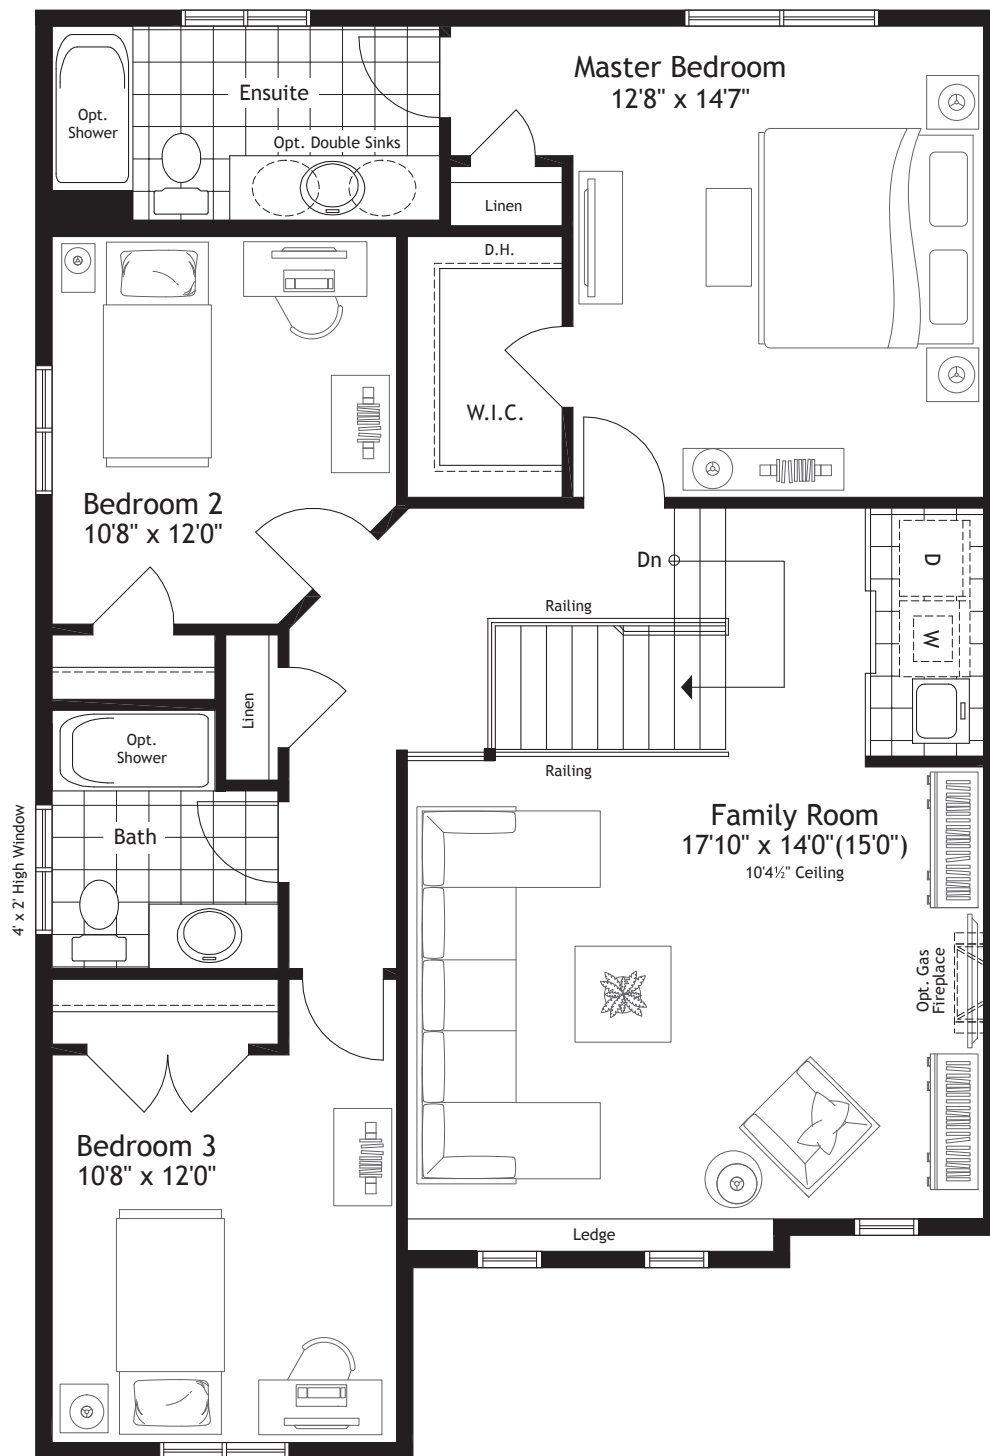 Master Bedroom
12'8" x 14'7"
Ensuite
Opt.
Shower
Opt. Double Sinks
Linen
D.H.
W.I.C.
Bedroom 2
10'8" x 12'0"
Dn
D
W
Railing
Linen
Opt.
Shower
Railing
Bath
4' x 2' High Window
Family Room
17'10" x 14'0"(15'0")
10'4½" Ceiling
Opt. Gas
Fireplace
Bedroom 3
10'8" x 12'0"
Ledge